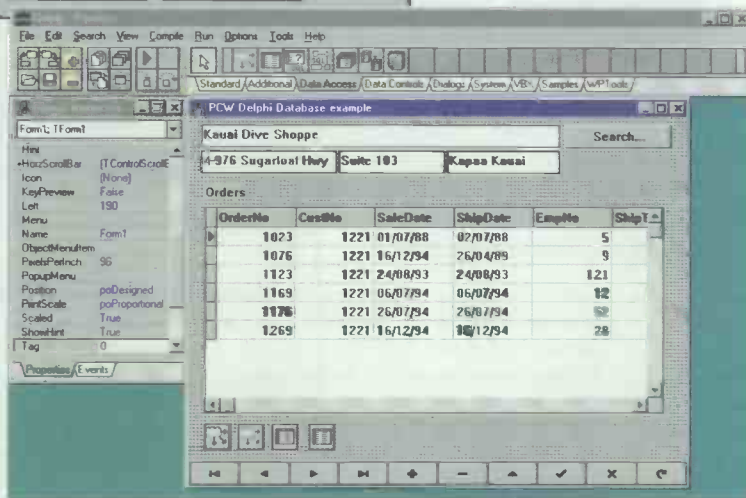 File Edit Search View Compile Run Options Tools Help
Standard Additional Data Access Data Controls Dialogs System VBX Samples WPTools
Form1: TForm1
Hint
+HorzScrollBar (TControlScrollB
Icon (None)
KeyPreview False
Left 190
Menu
Name Form1
ObjectMenuItem
PixelsPerInch 96
PopupMenu
Position poDesigned
PrintScale poProportional
Scaled True
ShowHint True
Tag 0
Properties Events
PCW Delphi Database example
Kauai Dive Shoppe
Search...
4-976 Sugarloaf Hwy Suite 103 Kapaa Kauai
Orders
OrderNo CustNo SaleDate ShipDate EmpNo ShipT
1023 1221 01/07/88 02/07/88 5
1076 1221 16/12/94 26/04/89 9
1123 1221 24/08/93 24/08/93 121
1169 1221 06/07/94 06/07/94 12
1176 1221 26/07/94 26/07/94 52
1269 1221 16/12/94 16/12/94 28